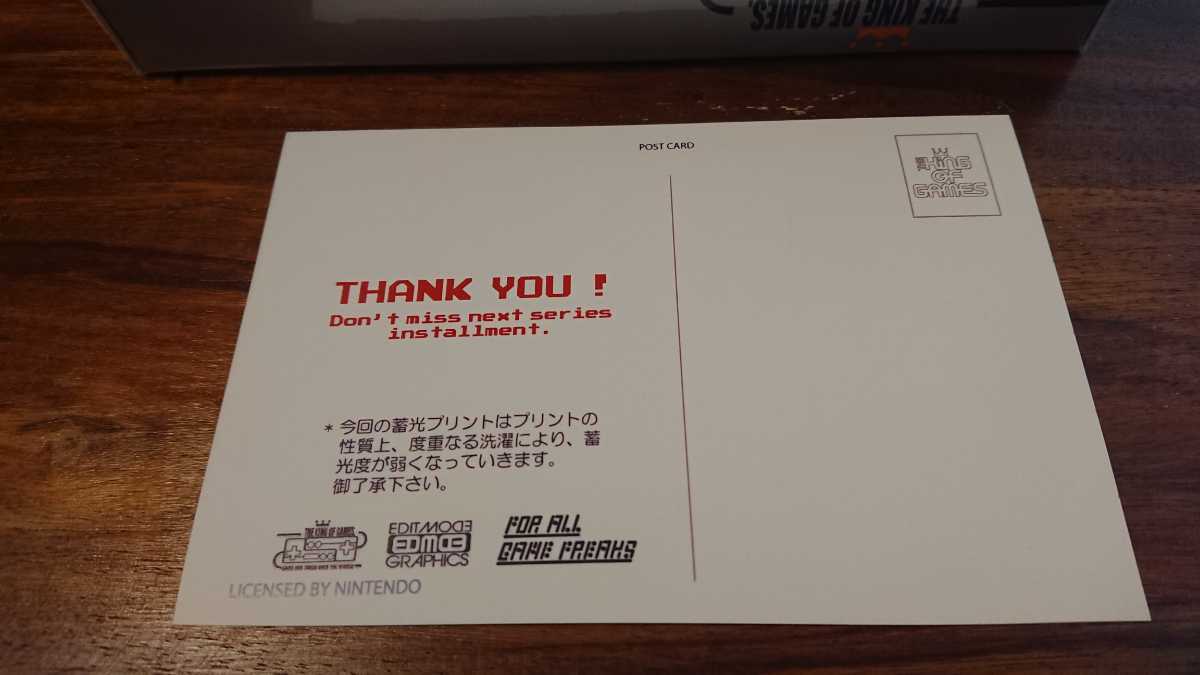 THE KING OF GAMES.
POST CARD
KING
OF
GAMES
THANK YOU !
Don't miss next series
installment.
* 今回の蓄光プリントはプリントの
性質上、度重なる洗濯により、蓄
光度が弱くなっていきます。
御了承下さい。
THE KING OF GAMES.
EDITMODE
EDMD3
GRAPHICS
FOR ALL
GAME FREAKS
LICENSED BY NINTENDO